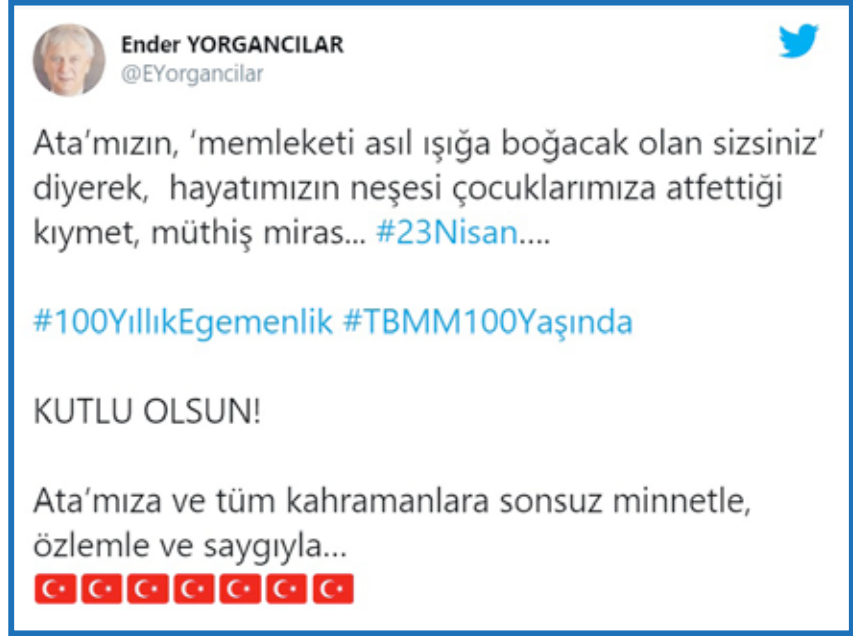 Ender YORGANCILAR
@EYorgancilar
Ata’mızın, ‘memleketi asıl ışığa boğacak olan sizsiniz’
diyerek,  hayatımızın neşesi çocuklarımıza atfettiği
kıymet, müthiş miras... #23Nisan....
#100YıllıkEgemenlik #TBMM100Yaşında
KUTLU OLSUN!
Ata’mıza ve tüm kahramanlara sonsuz minnetle,
özlemle ve saygıyla...